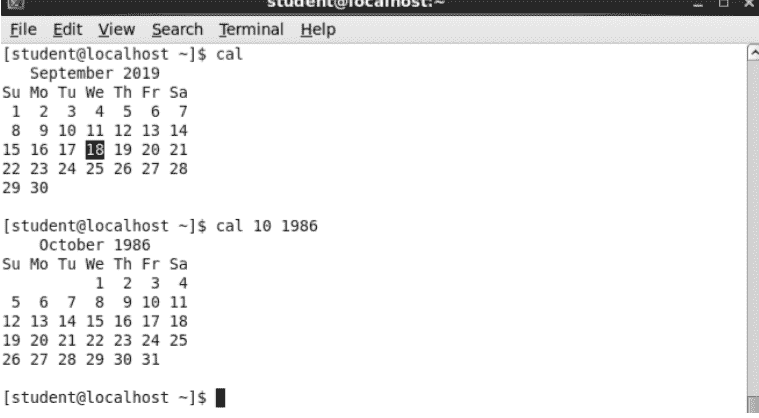 student@localhost:~
File Edit View Search Terminal Help
[student@localhost ~]$ cal
   September 2019
Su Mo Tu We Th Fr Sa
 1  2  3  4  5  6  7
 8  9 10 11 12 13 14
15 16 17 18 19 20 21
22 23 24 25 26 27 28
29 30
[student@localhost ~]$ cal 10 1986
    October 1986
Su Mo Tu We Th Fr Sa
          1  2  3  4
 5  6  7  8  9 10 11
12 13 14 15 16 17 18
19 20 21 22 23 24 25
26 27 28 29 30 31
[student@localhost ~]$